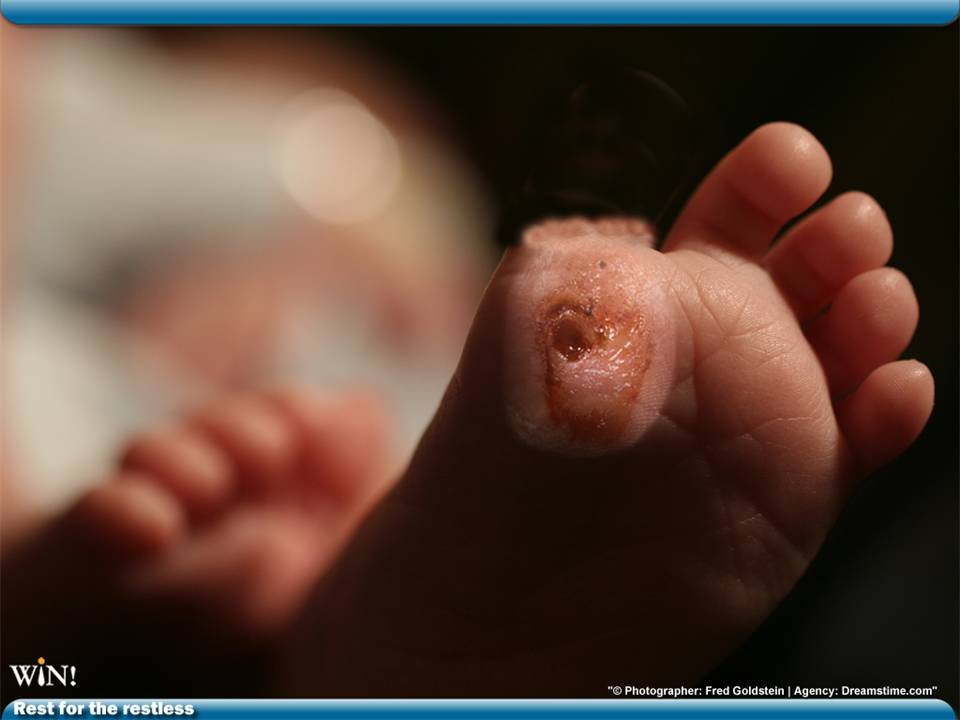 WiN!
"© Photographer: Fred Goldstein | Agency: Dreamstime.com"
Rest for the restless